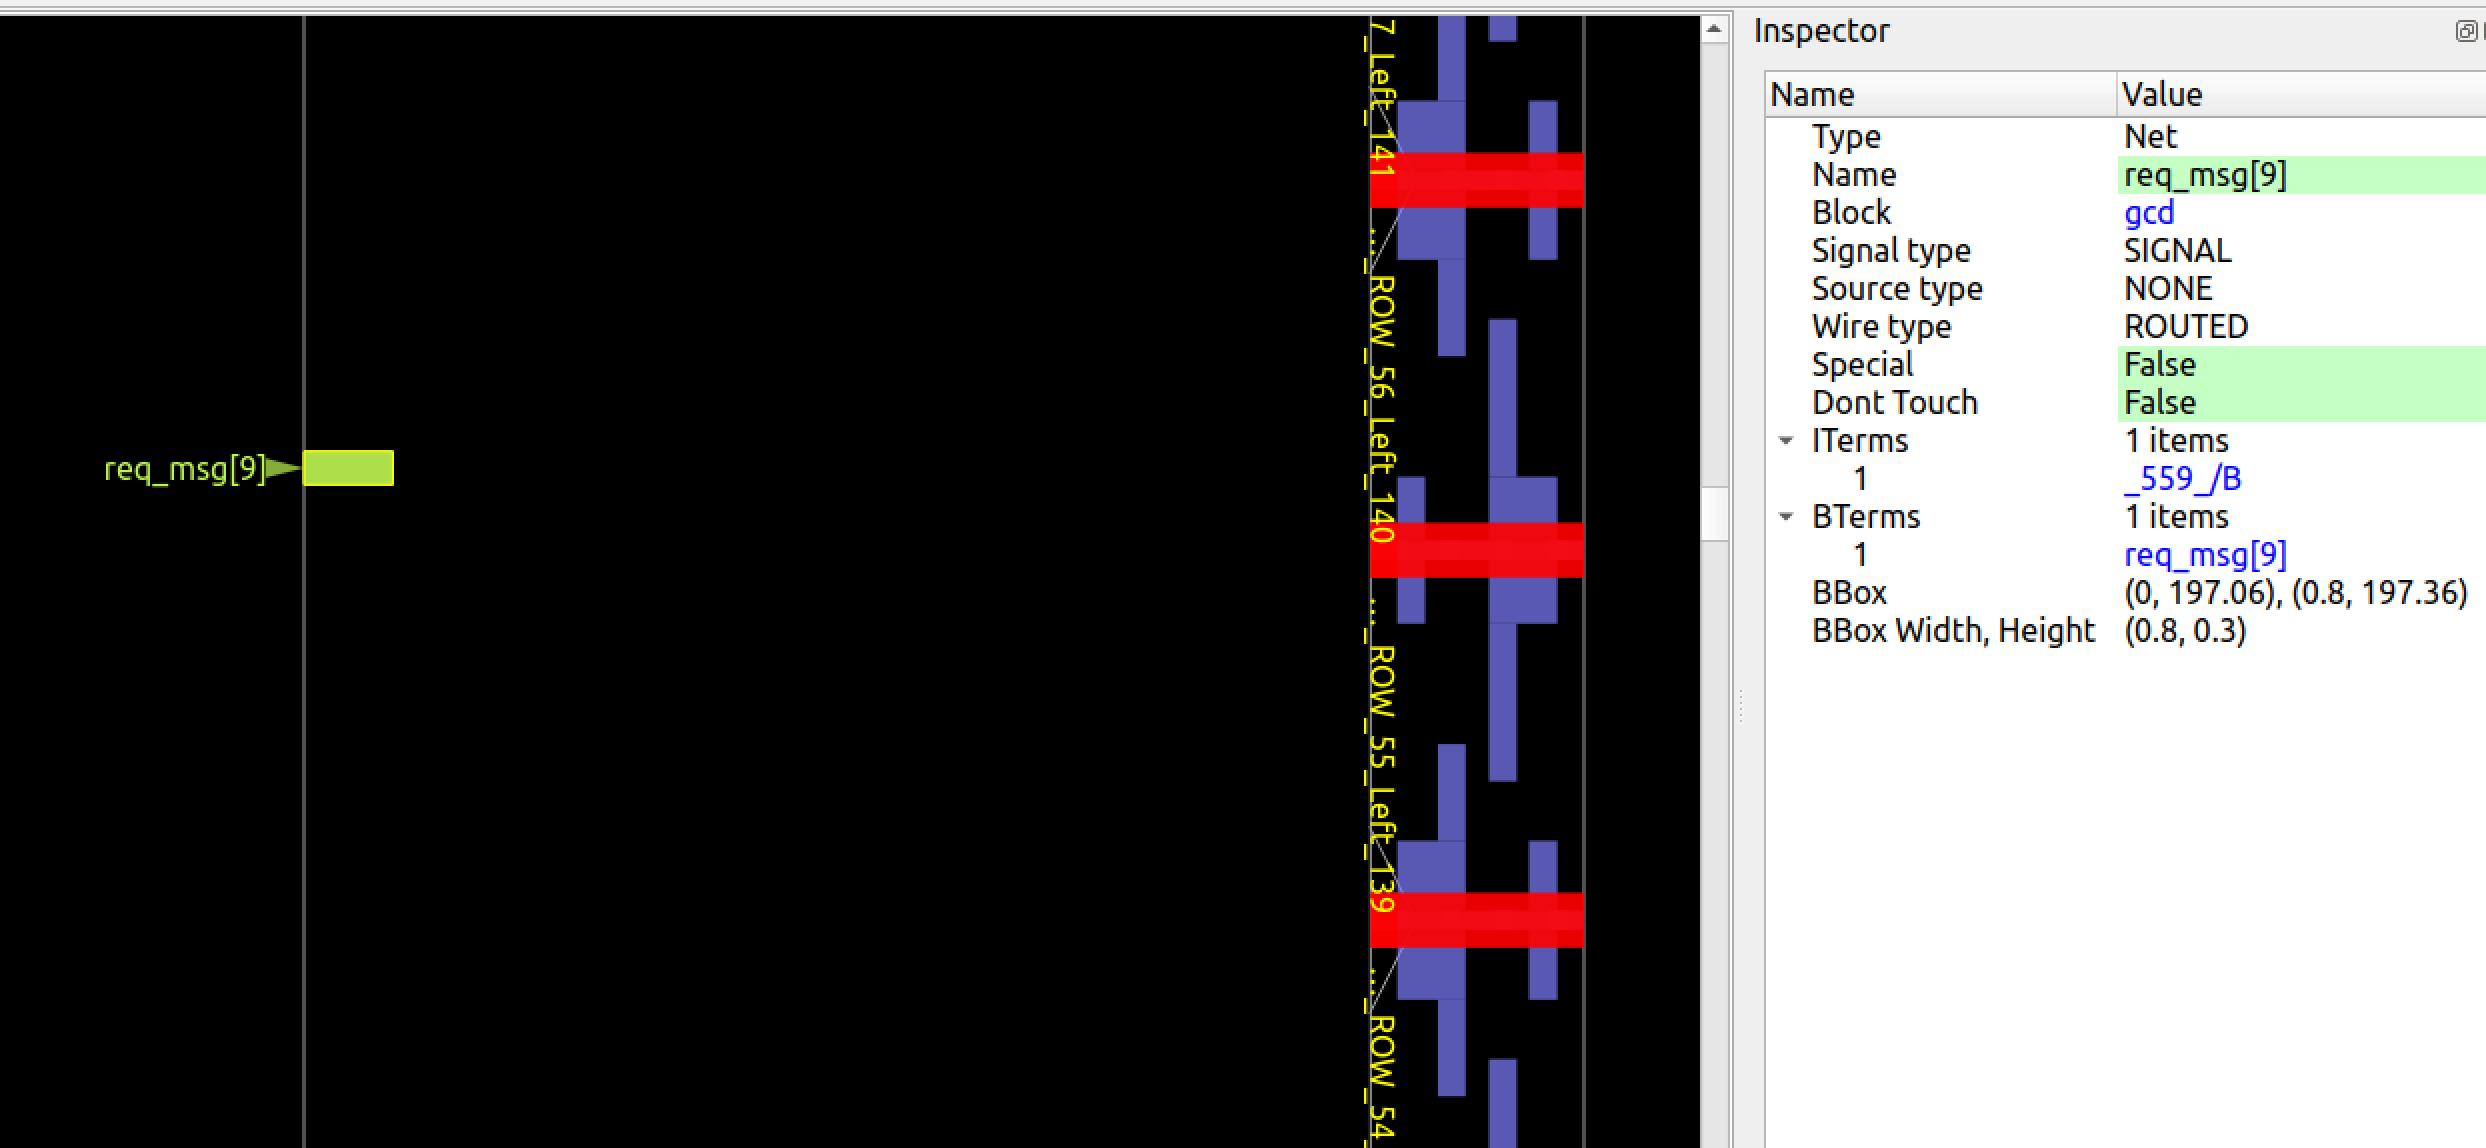 Inspector
Name Value
Type Net
Name req_msg[9]
Block gcd
Signal type SIGNAL
Source type NONE
Wire type ROUTED
Special False
Dont Touch False
ITerms 1 items
1 _559_/B
BTerms 1 items
1 req_msg[9]
BBox (0, 197.06), (0.8, 197.36)
BBox Width, Height (0.8, 0.3)
req_msg[9]
7_Left_141
..._ROW_56_Left_140
..._ROW_55_Left_139
..._ROW_54_